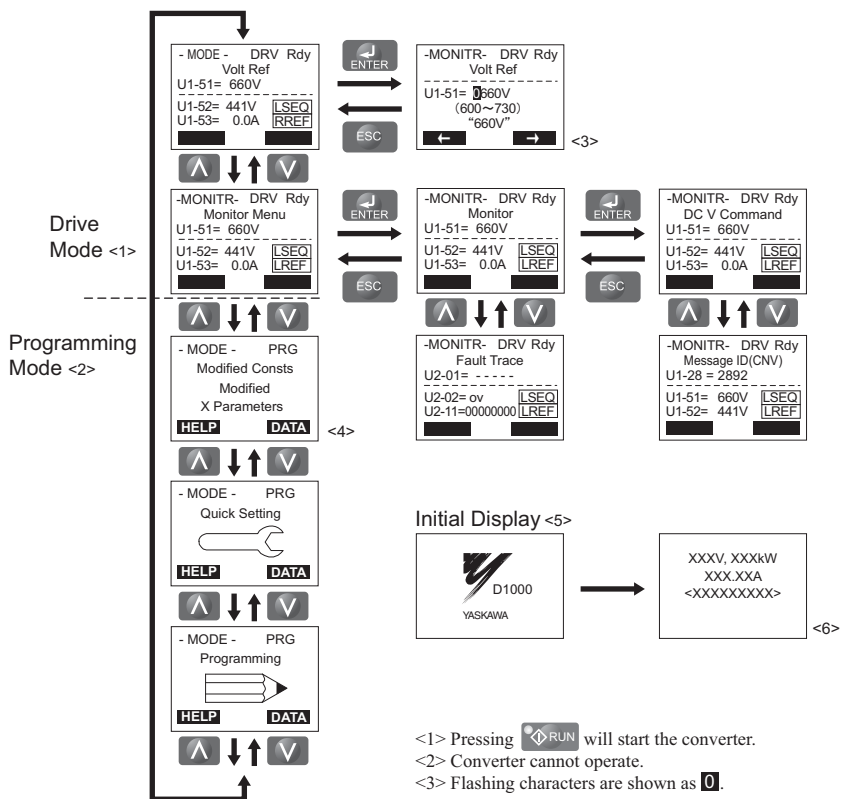 - MODE - DRV Rdy
Volt Ref
U1-51= 660V
U1-52= 441V LSEQ
U1-53= 0.0A RREF
ENTER
ESC
-MONITR- DRV Rdy
Volt Ref
U1-51= 0660V
(600～730)
“660V”
← →
<3>
Drive
Mode <1>
-MONITR- DRV Rdy
Monitor Menu
U1-51= 660V
U1-52= 441V LSEQ
U1-53= 0.0A LREF
ENTER
ESC
-MONITR- DRV Rdy
Monitor
U1-51= 660V
U1-52= 441V LSEQ
U1-53= 0.0A LREF
ENTER
ESC
-MONITR- DRV Rdy
DC V Command
U1-51= 660V
U1-52= 441V LSEQ
U1-53= 0.0A LREF
-MONITR- DRV Rdy
Fault Trace
U2-01= - - - - -
U2-02= ov LSEQ
U2-11=00000000 LREF
-MONITR- DRV Rdy
Message ID(CNV)
U1-28 = 2892
U1-51= 660V LSEQ
U1-52= 441V LREF
Programming
Mode <2>
- MODE - PRG
Modified Consts
Modified
X Parameters
HELP DATA
<4>
- MODE - PRG
Quick Setting
HELP DATA
- MODE - PRG
Programming
HELP DATA
Initial Display <5>
D1000
YASKAWA
XXXV, XXXkW
XXX.XXA
<XXXXXXXXX>
<6>
<1> Pressing RUN will start the converter.
<2> Converter cannot operate.
<3> Flashing characters are shown as 0.